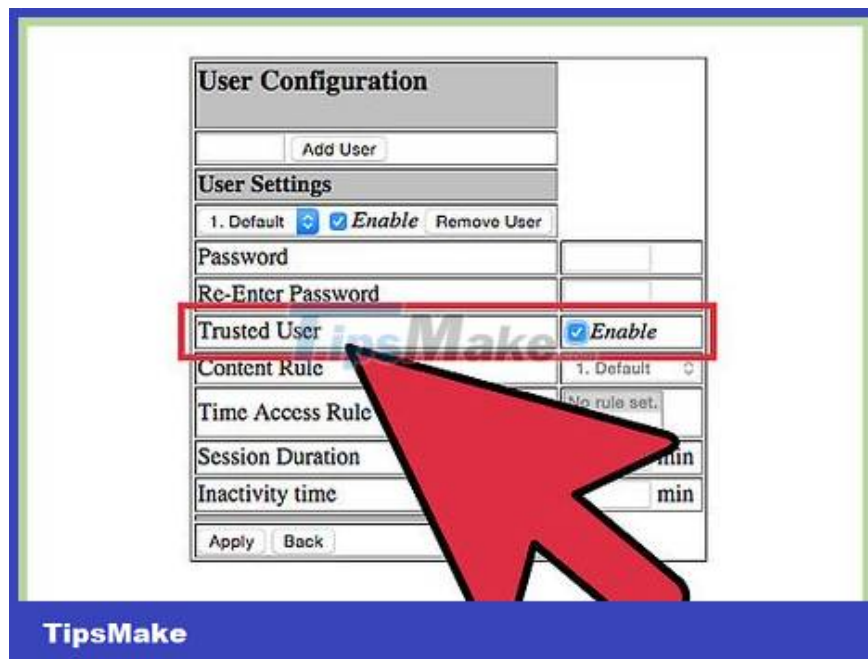 User Configuration
Add User
User Settings
1. Default Enable Remove User
Password
Re-Enter Password
Trusted User Enable
TipsMake.com
Content Rule 1. Default
Time Access Rule No rule set.
Session Duration min
Inactivity time min
Apply Back
TipsMake